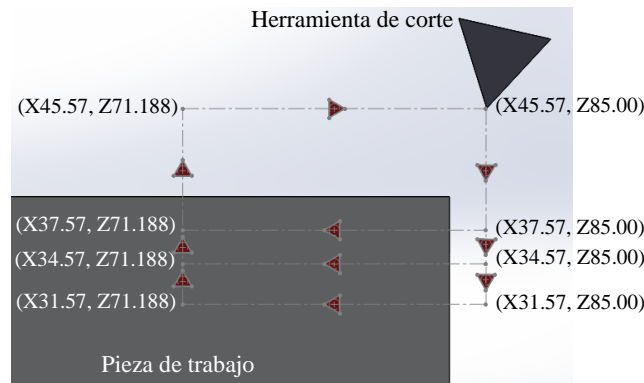 Herramienta de corte
(X45.57, Z71.188)
(X45.57, Z85.00)
(X37.57, Z71.188)
(X37.57, Z85.00)
(X34.57, Z71.188)
(X34.57, Z85.00)
(X31.57, Z71.188)
(X31.57, Z85.00)
Pieza de trabajo